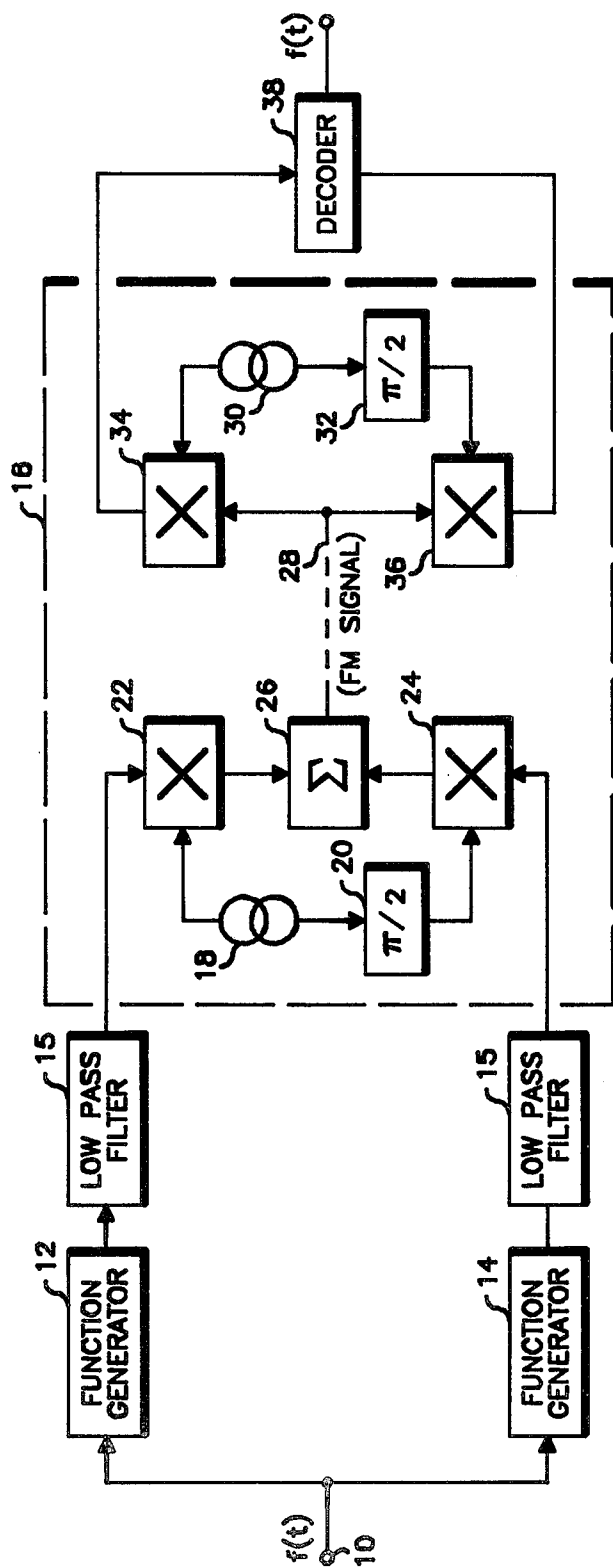 f(t)
10
12
FUNCTION
GENERATOR
15
LOW PASS
FILTER
14
FUNCTION
GENERATOR
15
LOW PASS
FILTER
16
18
20
π/2
22
X
26
Σ
24
X
(FM SIGNAL)
28
34
X
30
32
π/2
36
X
38
DECODER
f(t)